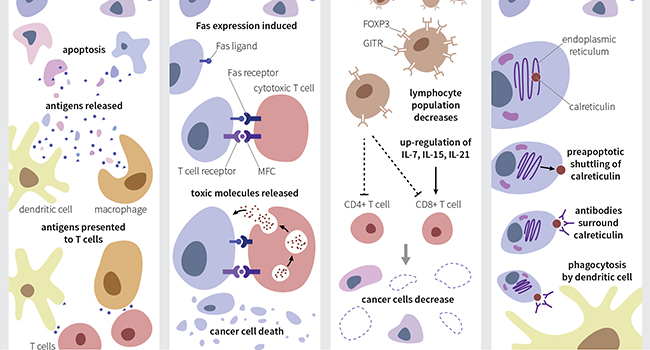 apoptosis
antigens released
dendritic cell
macrophage
antigens presented
to T cells
T cells
Fas expression induced
Fas ligand
Fas receptor
cytotoxic T cell
T cell receptor
MFC
toxic molecules released
cancer cell death
FOXP3
GITR
lymphocyte
population
decreases
up-regulation of
IL-7, IL-15, IL-21
CD4+ T cell
CD8+ T cell
cancer cells decrease
endoplasmic
reticulum
calreticulin
preapoptotic
shuttling of
calreticulin
antibodies
surround
calreticulin
phagocytosis
by dendritic cell